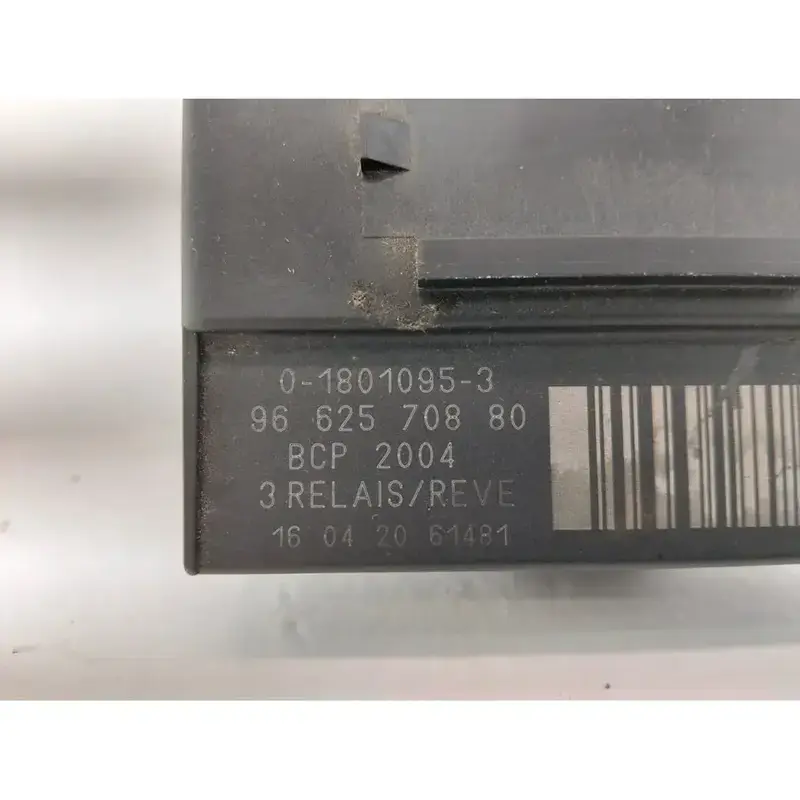 0-1801095-3
96 625 708 80
BCP 2004
3 RELAIS/REVE
16 04 20 61481